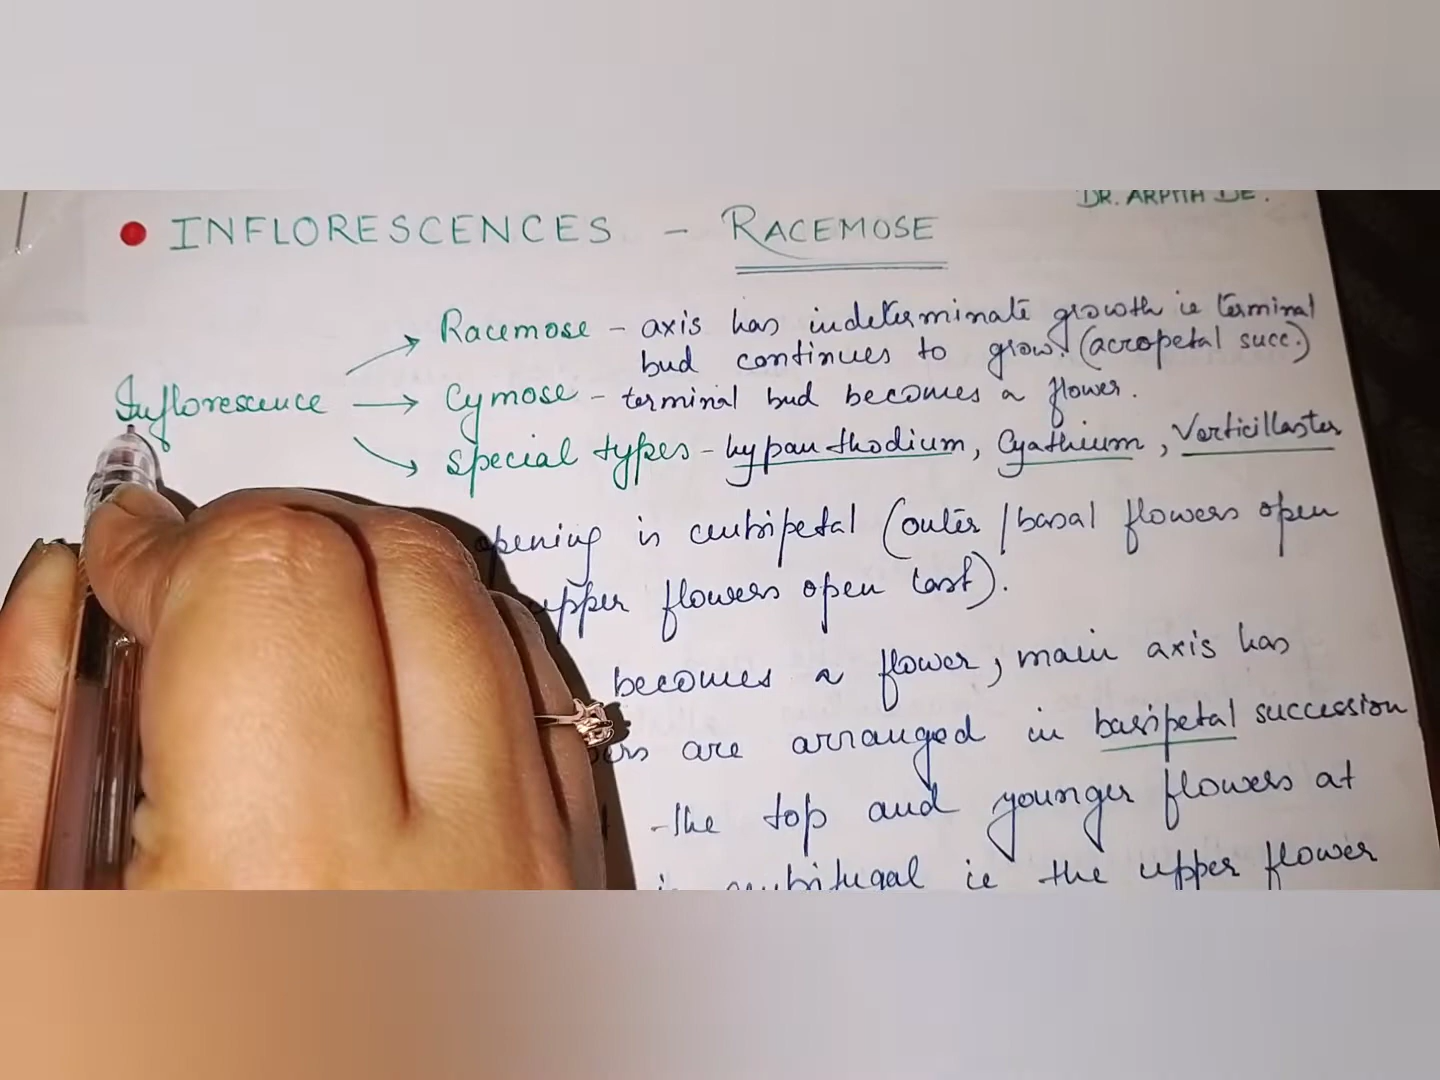 DR. ARPITA DE.
INFLORESCENCES - RACEMOSE
Racemose - axis has indeterminate growth ie terminal
bud continues to grow. (acropetal succ.)
Inflorescence
Cymose - terminal bud becomes a flower.
Special types - hypanthodium, Cyathium, Verticillaster
opening is centripetal (outer/basal flowers open
upper flowers open last).
becomes a flower, main axis has
are arranged in basipetal succession
the top and younger flowers at
centrifugal ie the upper flower